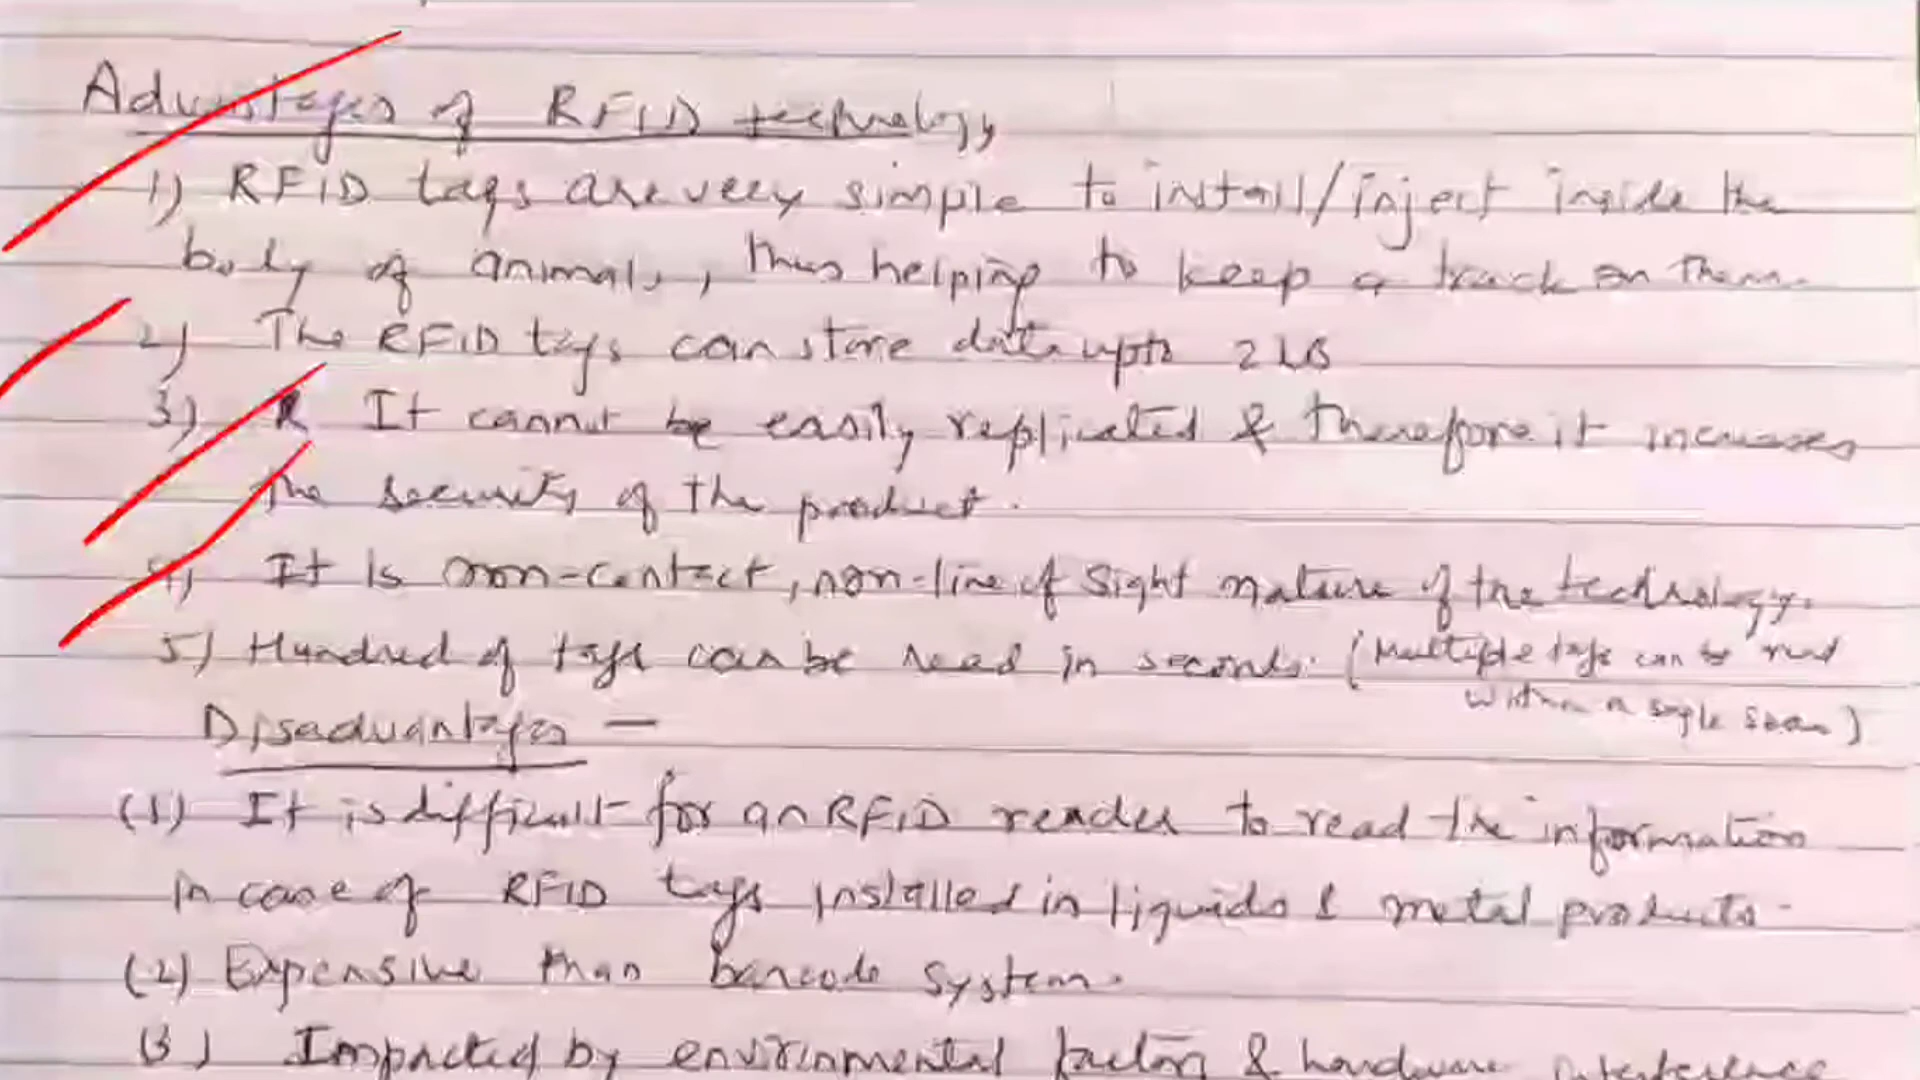 Advantages of RFID technology
1) RFID tags are very simple to install/inject inside the
body of animals, thus helping to keep a track on them.
2) The RFID tags can store data upto 2 kB
3) R It cannot be easily replicated & therefore it increases
the security of the product.
4) It is non-contact, non-line of sight nature of the technology.
5) Hundred of tags can be read in seconds. (Multiple tags can be read
within a single scan)
Disadvantages —
(1) It is difficult for an RFID reader to read the information
in case of RFID tags installed in liquids & metal products.
(2) Expensive than barcode system.
(3) Impacted by environmental factors & hardware interference